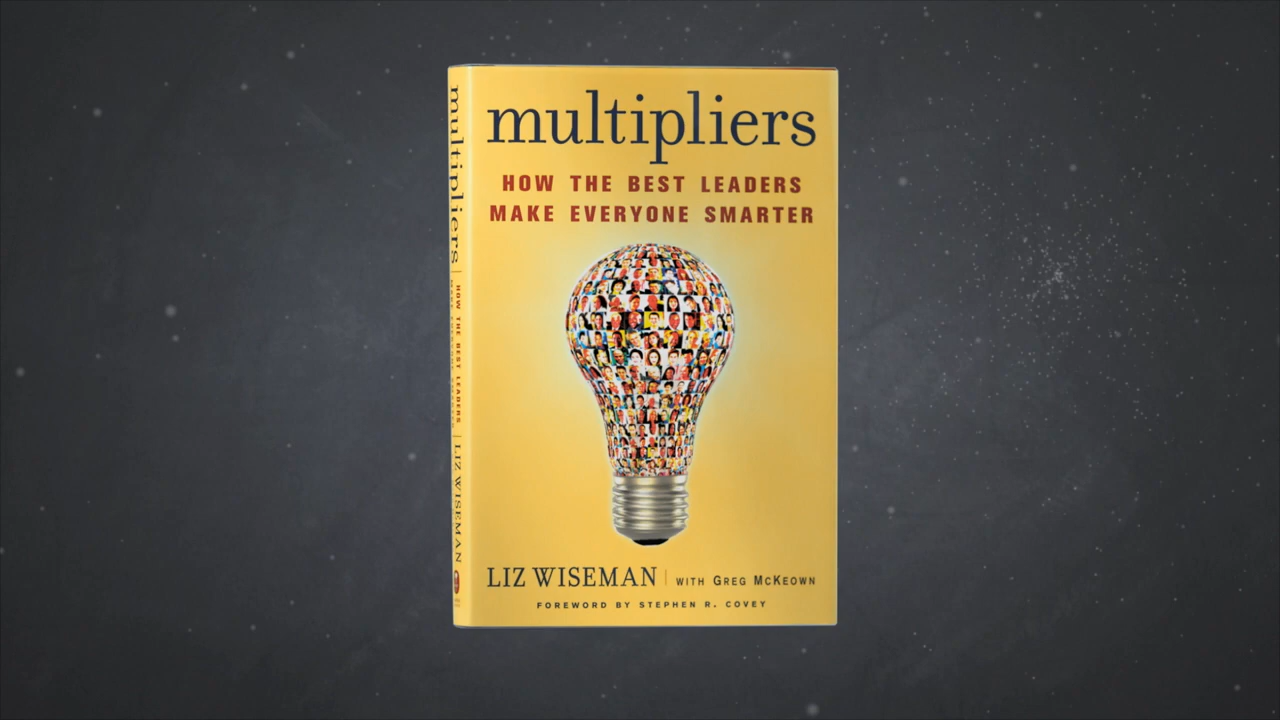 multipliers
HOW THE BEST LEADERS
MAKE EVERYONE SMARTER
LIZ WISEMAN | WITH GREG MCKEOWN
FOREWORD BY STEPHEN R. COVEY
multipliers | HOW THE BEST LEADERS | LIZ WISEMAN